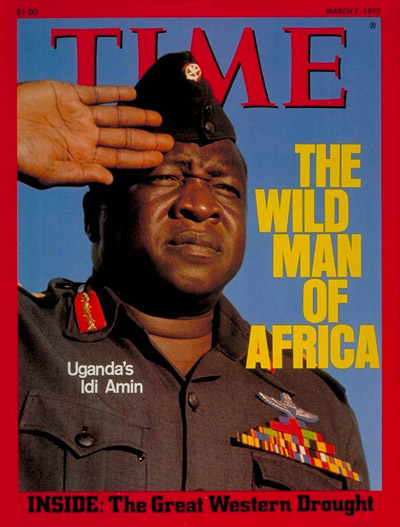 $1.00 MARCH 7, 1977
TIME
®
THE
WILD
MAN
OF
AFRICA
Uganda's
Idi Amin
INSIDE: The Great Western Drought